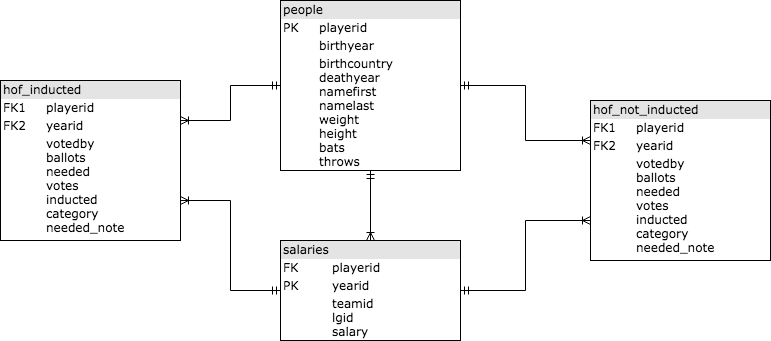 people
PK playerid
birthyear
birthcountry
deathyear
namefirst
namelast
weight
height
bats
throws
hof_inducted
FK1 playerid
FK2 yearid
votedby
ballots
needed
votes
inducted
category
needed_note
hof_not_inducted
FK1 playerid
FK2 yearid
votedby
ballots
needed
votes
inducted
category
needed_note
salaries
FK playerid
PK yearid
teamid
lgid
salary